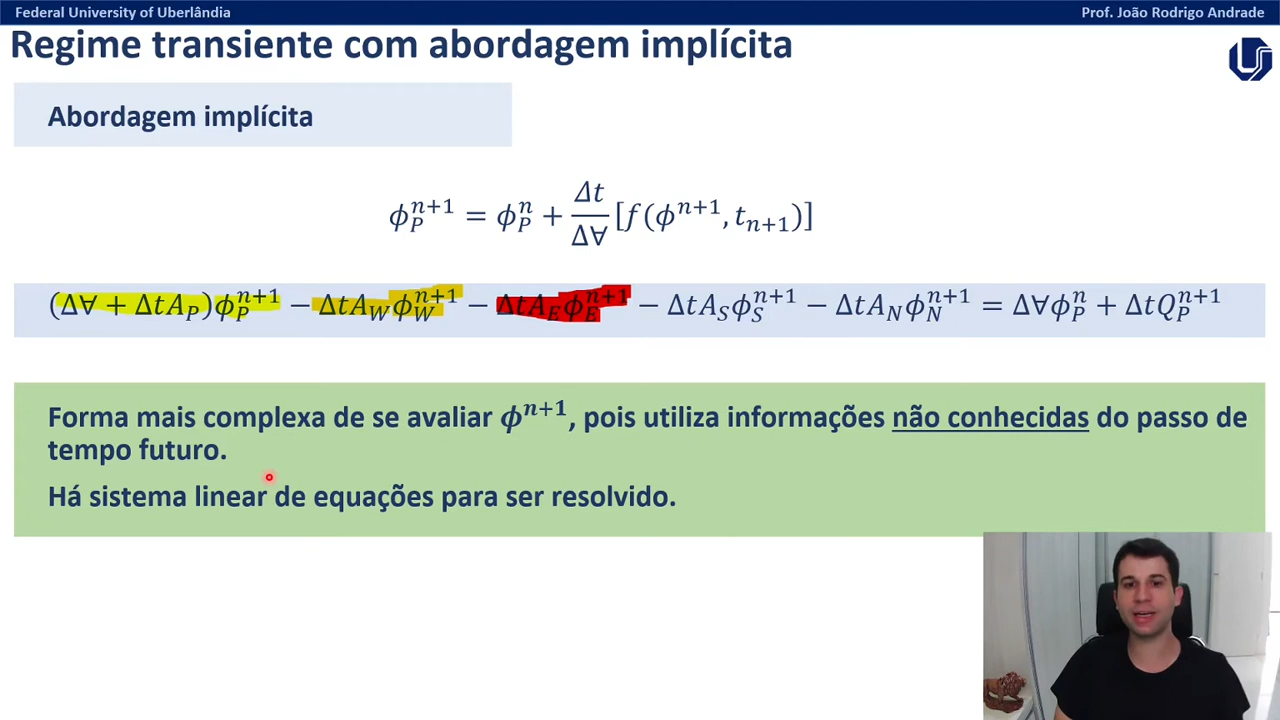 Federal University of Uberlândia
Prof. João Rodrigo Andrade
Regime transiente com abordagem implícita
Abordagem implícita
ϕ_P^{n+1} = ϕ_P^n + \frac{Δt}{Δ∀}[f(ϕ^{n+1}, t_{n+1})]
(Δ∀ + ΔtA_P)ϕ_P^{n+1} − ΔtA_Wϕ_W^{n+1} − ΔtA_Eϕ_E^{n+1} − ΔtA_Sϕ_S^{n+1} − ΔtA_Nϕ_N^{n+1} = Δ∀ϕ_P^n + ΔtQ_P^{n+1}
Forma mais complexa de se avaliar ϕ^{n+1}, pois utiliza informações não conhecidas do passo de
tempo futuro.
Há sistema linear de equações para ser resolvido.